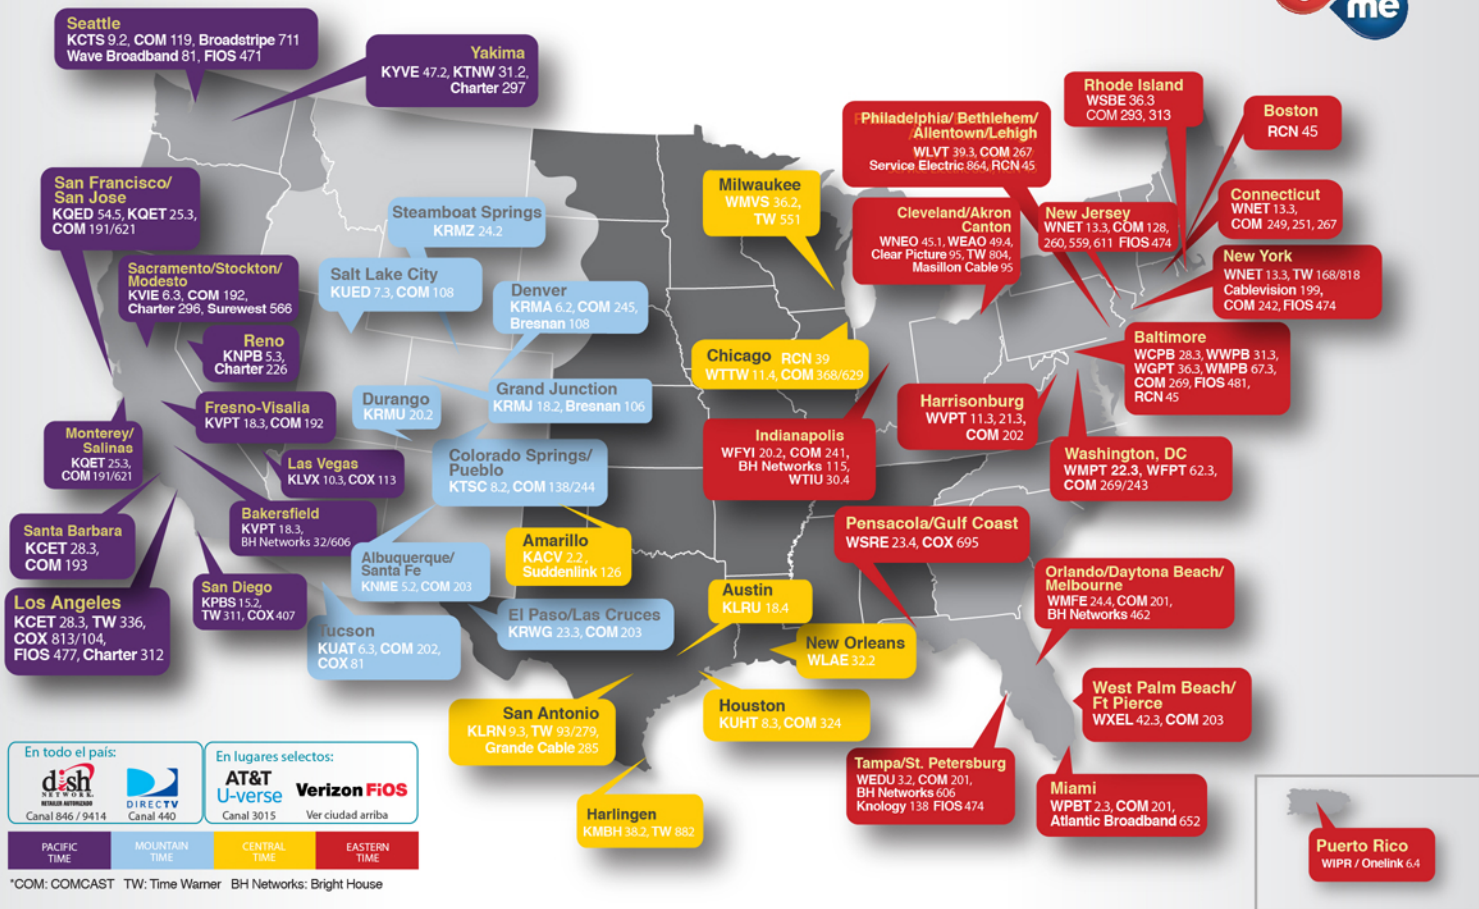 me
Seattle
KCTS 9.2, COM 119, Broadstripe 711
Wave Broadband 81, FIOS 471
Yakima
KYVE 47.2, KTNW 31.2,
Charter 297
Rhode Island
WSBE 36.3
COM 293, 313
Boston
RCN 45
Philadelphia/ Bethlehem/
/Allentown/Lehigh
WLVT 39.3, COM 267
Service Electric 864, RCN 45
San Francisco/
San Jose
KQED 54.5, KQET 25.3,
COM 191/621
Steamboat Springs
KRMZ 24.2
Milwaukee
WMVS 36.2,
TW 551
Cleveland/Akron
Canton
WNEO 45.1, WEAO 49.4,
Clear Picture 95, TW 804,
Masillon Cable 95
New Jersey
WNET 13.3, COM 128,
260, 559, 611 FIOS 474
Connecticut
WNET 13.3,
COM 249, 251, 267
New York
WNET 13.3, TW 168/818
Cablevision 199,
COM 242, FIOS 474
Sacramento/Stockton/
Modesto
KVIE 6.3, COM 192,
Charter 296, Surewest 566
Salt Lake City
KUED 7.3, COM 108
Denver
KRMA 6.2, COM 245,
Bresnan 108
Reno
KNPB 5.3,
Charter 226
Chicago RCN 39
WTTW 11.4, COM 368/629
Baltimore
WCPB 28.3, WWPB 31.3,
WGPT 36.3, WMPB 67.3,
COM 269, FIOS 481,
RCN 45
Fresno-Visalia
KVPT 18.3, COM 192
Durango
KRMU 20.2
Grand Junction
KRMJ 18.2, Bresnan 106
Harrisonburg
WVPT 11.3, 21.3,
COM 202
Monterey/
Salinas
KQET 25.3,
COM 191/621
Las Vegas
KLVX 10.3, COX 113
Colorado Springs/
Pueblo
KTSC 8.2, COM 138/244
Indianapolis
WFYI 20.2, COM 241,
BH Networks 115,
WTIU 30.4
Washington, DC
WMPT 22.3, WFPT 62.3,
COM 269/243
Santa Barbara
KCET 28.3,
COM 193
Bakersfield
KVPT 18.3,
BH Networks 32/606
Albuquerque/
Santa Fe
KNME 5.2, COM 203
Amarillo
KACV 2.2 ,
Suddenlink 126
Pensacola/Gulf Coast
WSRE 23.4, COX 695
Los Angeles
KCET 28.3, TW 336,
COX 813/104,
FIOS 477, Charter 312
San Diego
KPBS 15.2,
TW 311, COX 407
Tucson
KUAT 6.3, COM 202,
COX 81
El Paso/Las Cruces
KRWG 23.3, COM 203
Austin
KLRU 18.4
New Orleans
WLAE 32.2
Orlando/Daytona Beach/
Melbourne
WMFE 24.4, COM 201,
BH Networks 462
San Antonio
KLRN 9.3, TW 93/279,
Grande Cable 285
Houston
KUHT 8.3, COM 324
West Palm Beach/
Ft Pierce
WXEL 42.3, COM 203
Tampa/St. Petersburg
WEDU 3.2, COM 201,
BH Networks 606
Knology 138 FIOS 474
Miami
WPBT 2.3, COM 201,
Atlantic Broadband 652
Harlingen
KMBH 38.2, TW 882
Puerto Rico
WIPR / Onelink 6.4
En todo el país:
dish
NETWORK
RETAILER AUTORIZADO
Canal 846 / 9414
DIRECTV
Canal 440
En lugares selectos:
AT&T
U-verse
Canal 3015
Verizon FiOS
Ver ciudad arriba
PACIFIC
TIME
MOUNTAIN
TIME
CENTRAL
TIME
EASTERN
TIME
*COM: COMCAST TW: Time Warner BH Networks: Bright House